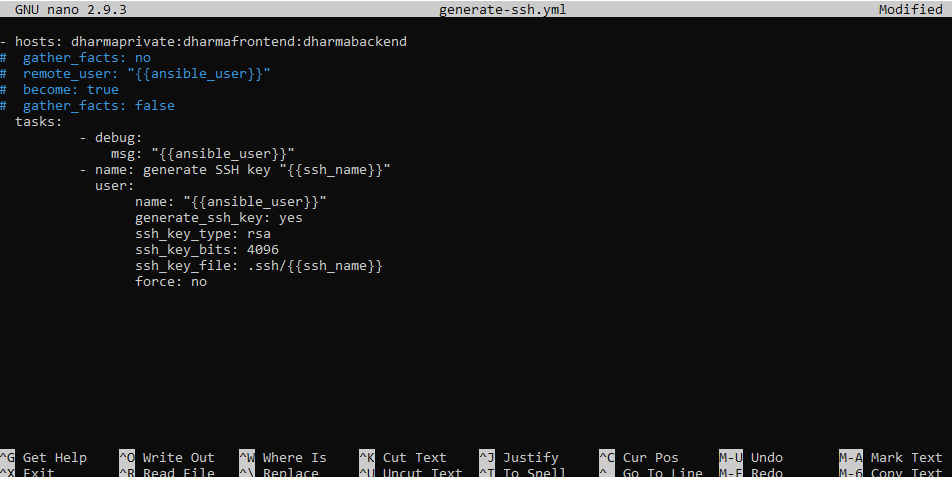 GNU nano 2.9.3 generate-ssh.yml Modified
- hosts: dharmaprivate:dharmafrontend:dharmabackend
#  gather_facts: no
#  remote_user: "{{ansible_user}}"
#  become: true
#  gather_facts: false
  tasks:
          - debug:
              msg: "{{ansible_user}}"
          - name: generate SSH key "{{ssh_name}}"
            user:
                 name: "{{ansible_user}}"
                 generate_ssh_key: yes
                 ssh_key_type: rsa
                 ssh_key_bits: 4096
                 ssh_key_file: .ssh/{{ssh_name}}
                 force: no
^G Get Help ^O Write Out ^W Where Is ^K Cut Text ^J Justify ^C Cur Pos M-U Undo M-A Mark Text
^X Exit ^R Read File ^\ Replace ^U Uncut Text ^T To Spell ^_ Go To Line M-E Redo M-6 Copy Text